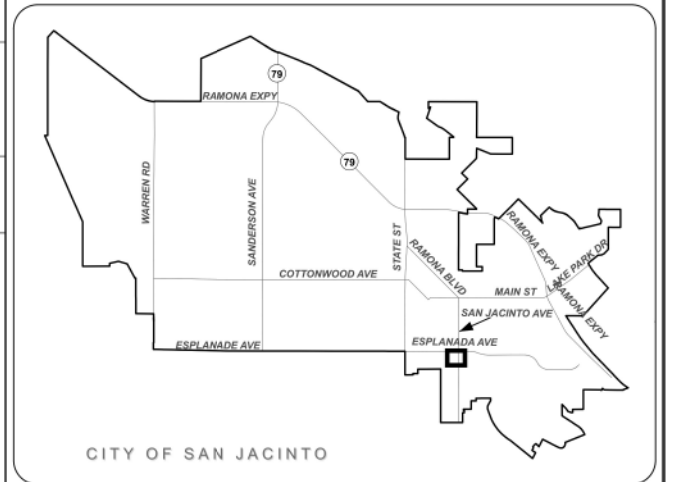 79
RAMONA EXPY
79
WARREN RD
SANDERSON AVE
STATE ST
RAMONA BLVD
RAMONA EXPY
LAKE PARK DR
COTTONWOOD AVE
MAIN ST
RAMONA EXPY
SAN JACINTO AVE
ESPLANADE AVE
ESPLANADA AVE
CITY OF SAN JACINTO